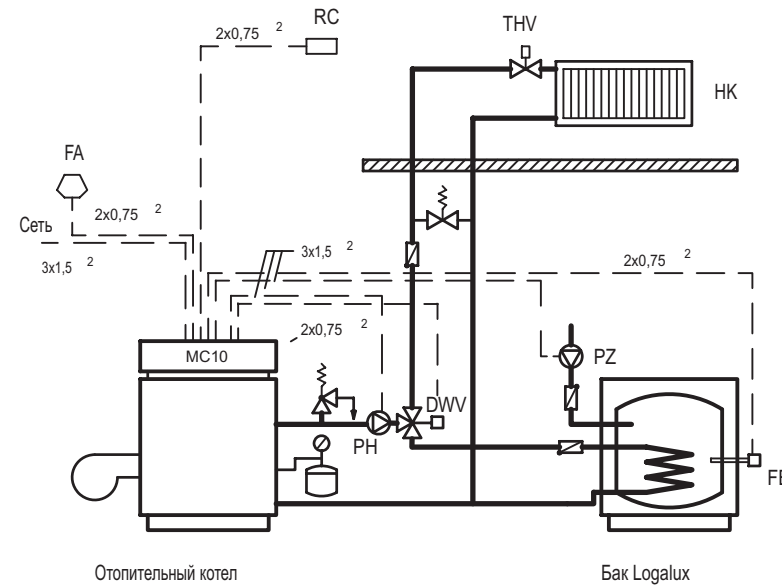 RC
2x0,75 2
THV
HK
FA
2x0,75 2
Сеть
3x1,5 2
3x1,5 2
2x0,75 2
2x0,75 2
MC10
PZ
DWV
PH
Отопительный котел
Бак Logalux